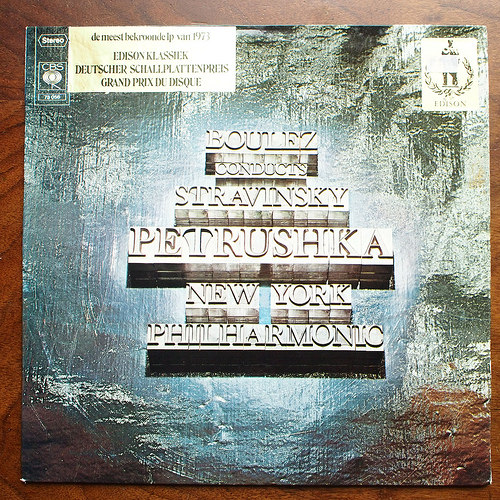 de meest bekroonde lp van 1973
Stereo
EDISON KLASSIEK
DEUTSCHER SCHALLPLATTENPREIS
GRAND PRIX DU DISQUE
CBS
EDISON
BOULEZ
CONDUCTS
STRAVINSKY
PETRUSHKA
NEW YORK
PHILHARMONIC